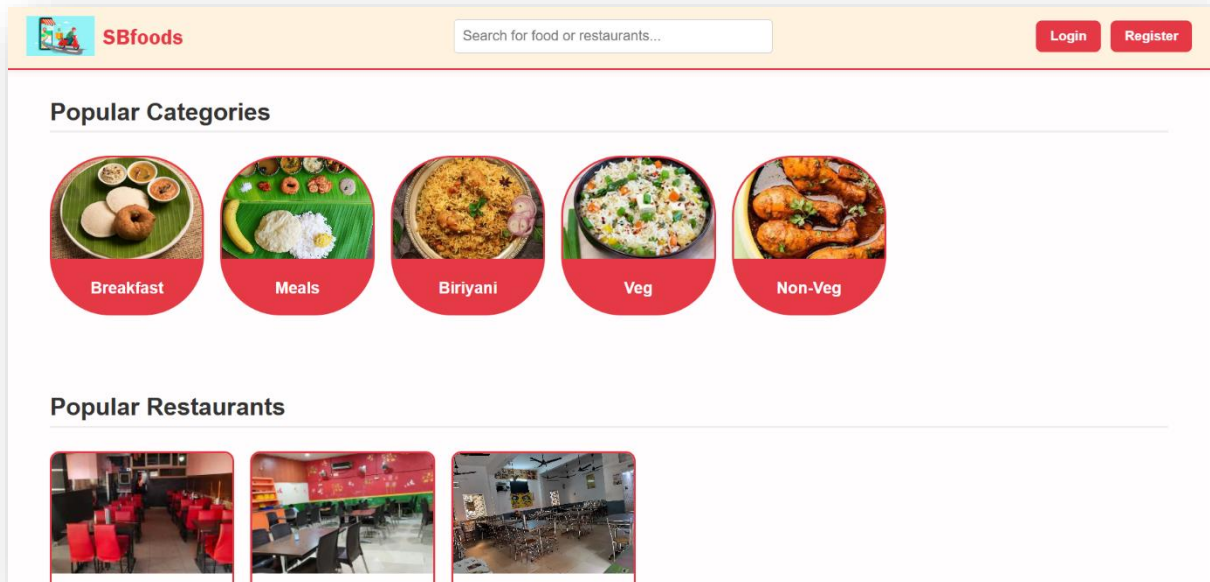 SBfoods
Search for food or restaurants...
Login
Register
Popular Categories
Breakfast
Meals
Biriyani
Veg
Non-Veg
Popular Restaurants